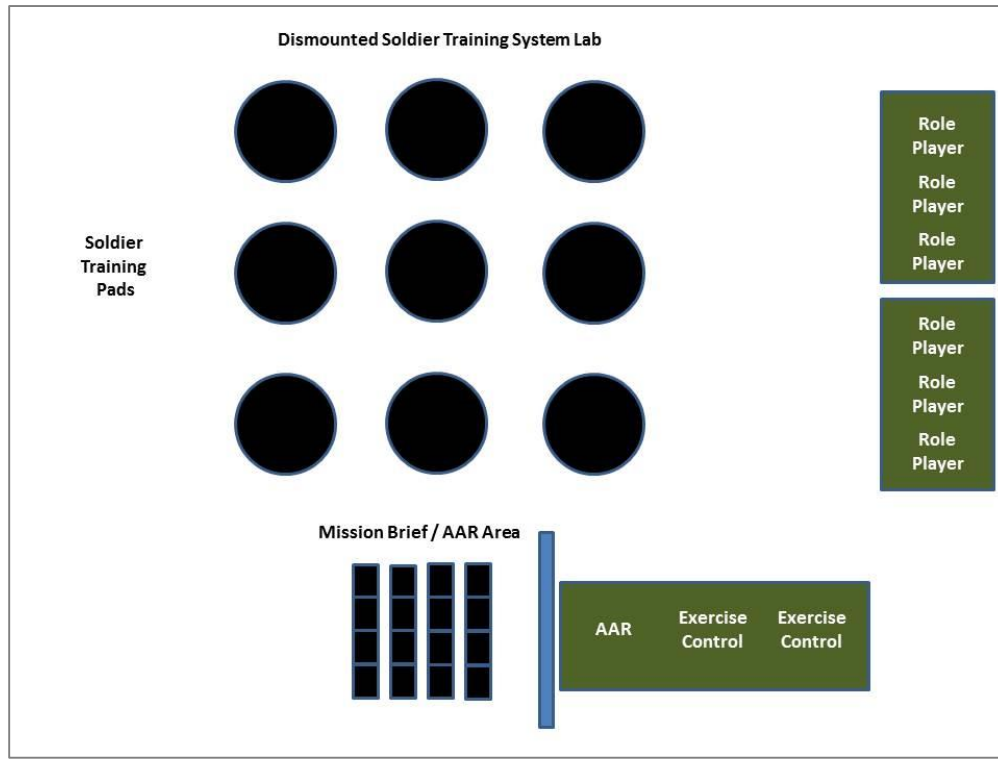 Dismounted Soldier Training System Lab
Soldier
Training
Pads
Role
Player
Role
Player
Role
Player
Role
Player
Role
Player
Role
Player
Mission Brief / AAR Area
AAR
Exercise
Control
Exercise
Control